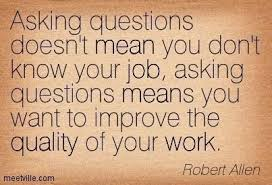 Asking questions
doesn't mean you don't
know your job, asking
questions means you
want to improve the
quality of your work.
Robert Allen
meetville.com